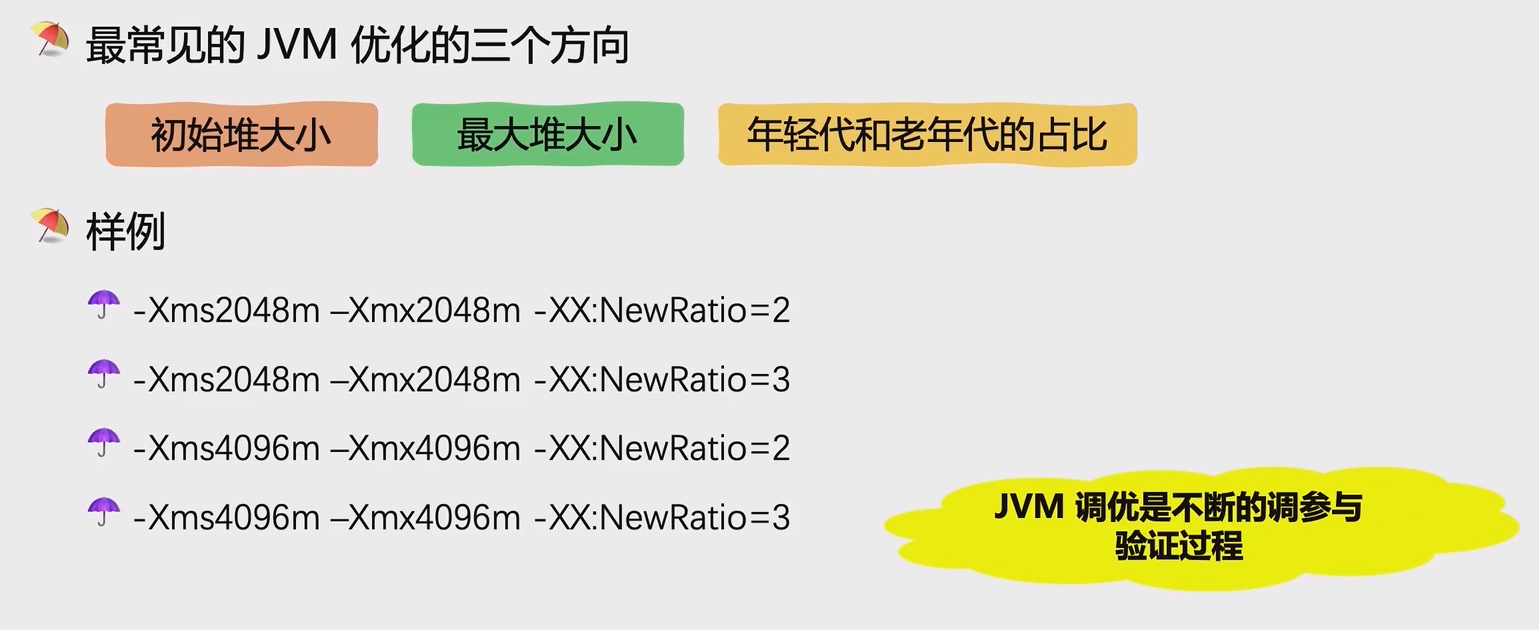 最常见的 JVM 优化的三个方向
初始堆大小
最大堆大小
年轻代和老年代的占比
样例
-Xms2048m –Xmx2048m -XX:NewRatio=2
-Xms2048m –Xmx2048m -XX:NewRatio=3
-Xms4096m –Xmx4096m -XX:NewRatio=2
-Xms4096m –Xmx4096m -XX:NewRatio=3
JVM 调优是不断的调参与
验证过程